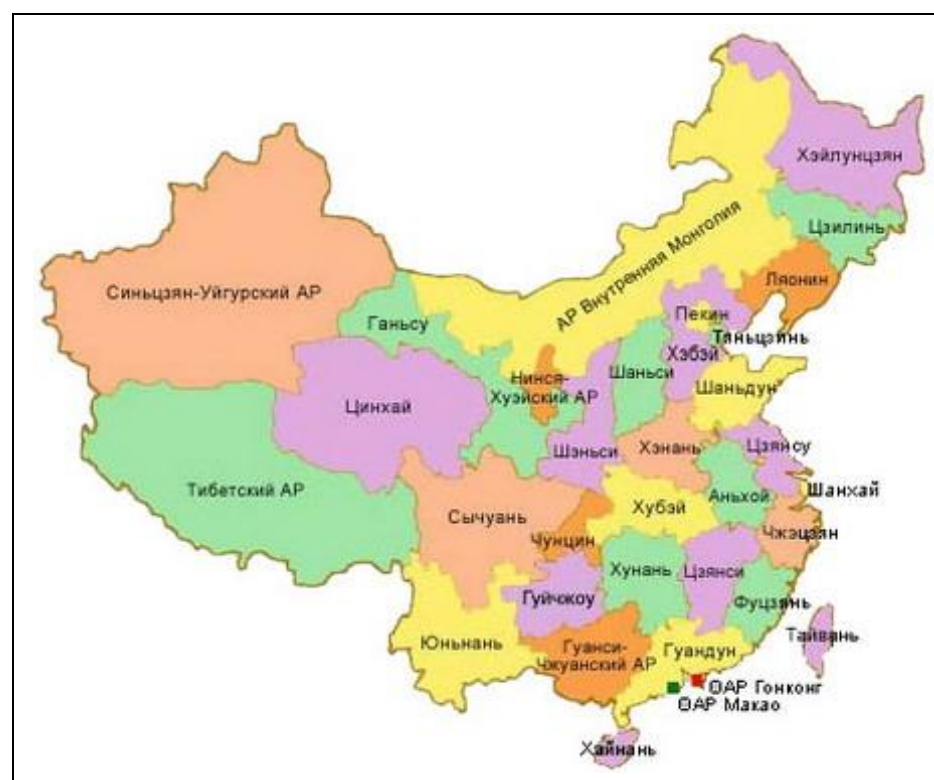 Хэйлунцзян
Цзилинь
Ляонин
АР Внутренняя Монголия
Синьцзян-Уйгурский АР
Ганьсу
Пекин
Тяньцзинь
Хэбэй
Шаньси
Нинся-
Хуэйский АР
Шаньдун
Цинхай
Шэньси
Хэнань
Цзянсу
Тибетский АР
Шанхай
Аньхой
Сычуань
Хубэй
Чунцин
Чжэцзян
Хунань
Цзянси
Гуйчжоу
Фуцзянь
Юньнань
Гуанси-
Чжуанский АР
Гуандун
Тайвань
ОАР Гонконг
ОАР Макао
Хайнань